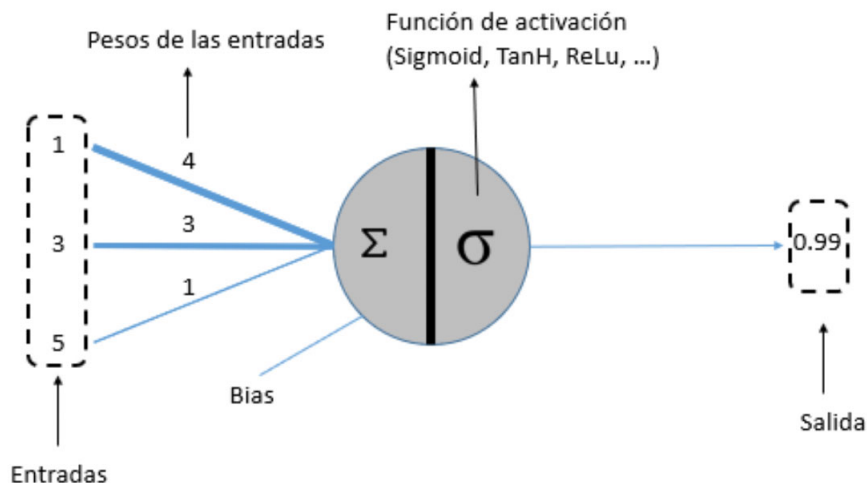 Función de activación
(Sigmoid, TanH, ReLu, ...)
Pesos de las entradas
1
4
3
3
Σ
σ
0.99
1
5
Bias
Salida
Entradas